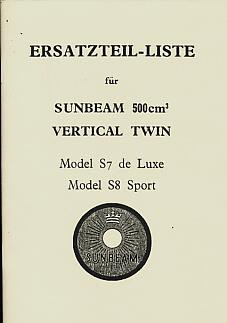 ERSATZTEIL-LISTE
für
SUNBEAM 500cm³
VERTICAL TWIN
Model S7 de Luxe
Model S8 Sport
SUNBEAM